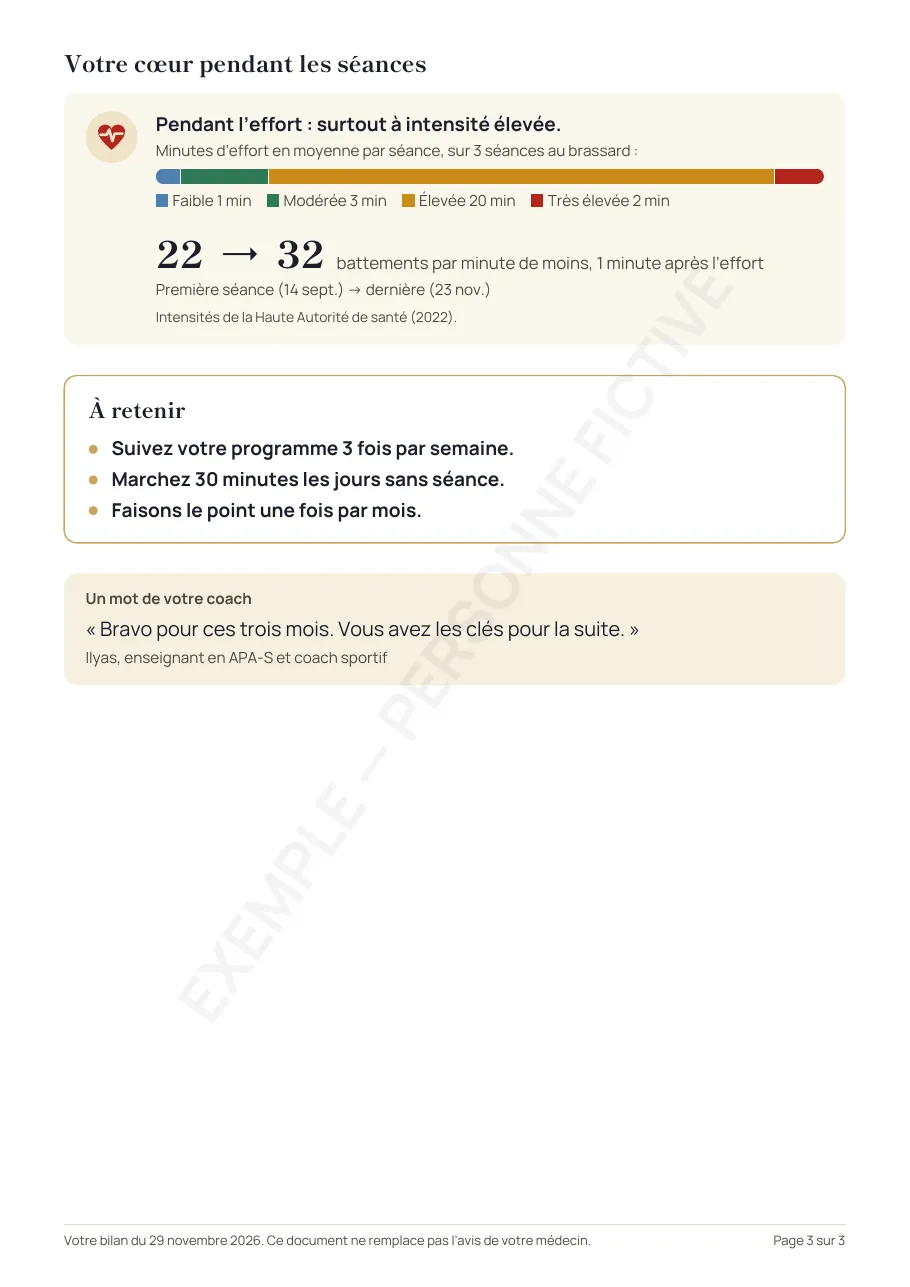 Votre cœur pendant les séances
Pendant l’effort : surtout à intensité élevée.
Minutes d’effort en moyenne par séance, sur 3 séances au brassard :
Faible 1 min Modérée 3 min Élevée 20 min Très élevée 2 min
22 → 32 battements par minute de moins, 1 minute après l’effort
Première séance (14 sept.) → dernière (23 nov.)
Intensités de la Haute Autorité de santé (2022).
À retenir
Suivez votre programme 3 fois par semaine.
Marchez 30 minutes les jours sans séance.
Faisons le point une fois par mois.
Un mot de votre coach
« Bravo pour ces trois mois. Vous avez les clés pour la suite. »
Ilyas, enseignant en APA-S et coach sportif
EXEMPLE — PERSONNE FICTIVE
Votre bilan du 29 novembre 2026. Ce document ne remplace pas l’avis de votre médecin.
Page 3 sur 3